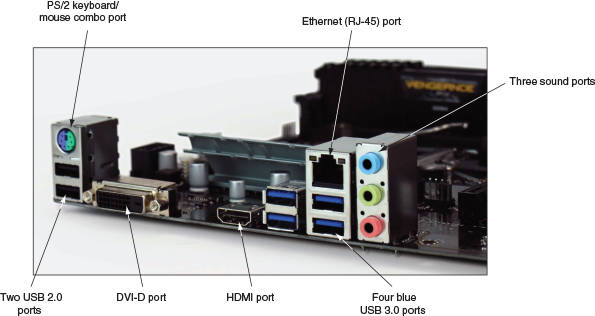 PS/2 keyboard/
mouse combo port
Ethernet (RJ-45) port
VENGEANCE
Three sound ports
Two USB 2.0
ports
DVI-D port
HDMI port
Four blue
USB 3.0 ports